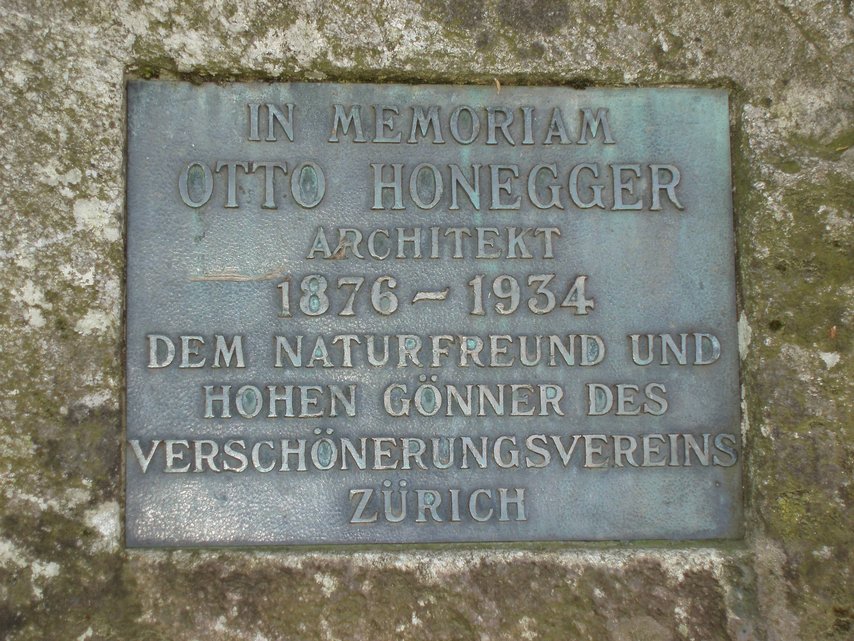 IN MEMORIAM
OTTO HONEGGER
ARCHITEKT
1876 – 1934
DEM NATURFREUND UND
HOHEN GÖNNER DES
VERSCHÖNERUNGSVEREINS
ZÜRICH